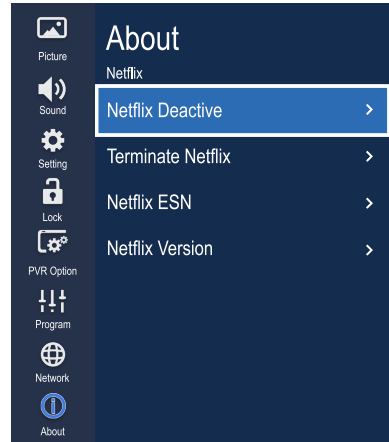 Picture
Sound
Setting
Lock
PVR Option
Program
Network
About
About
Netflix
Netflix Deactive
Terminate Netflix
Netflix ESN
Netflix Version